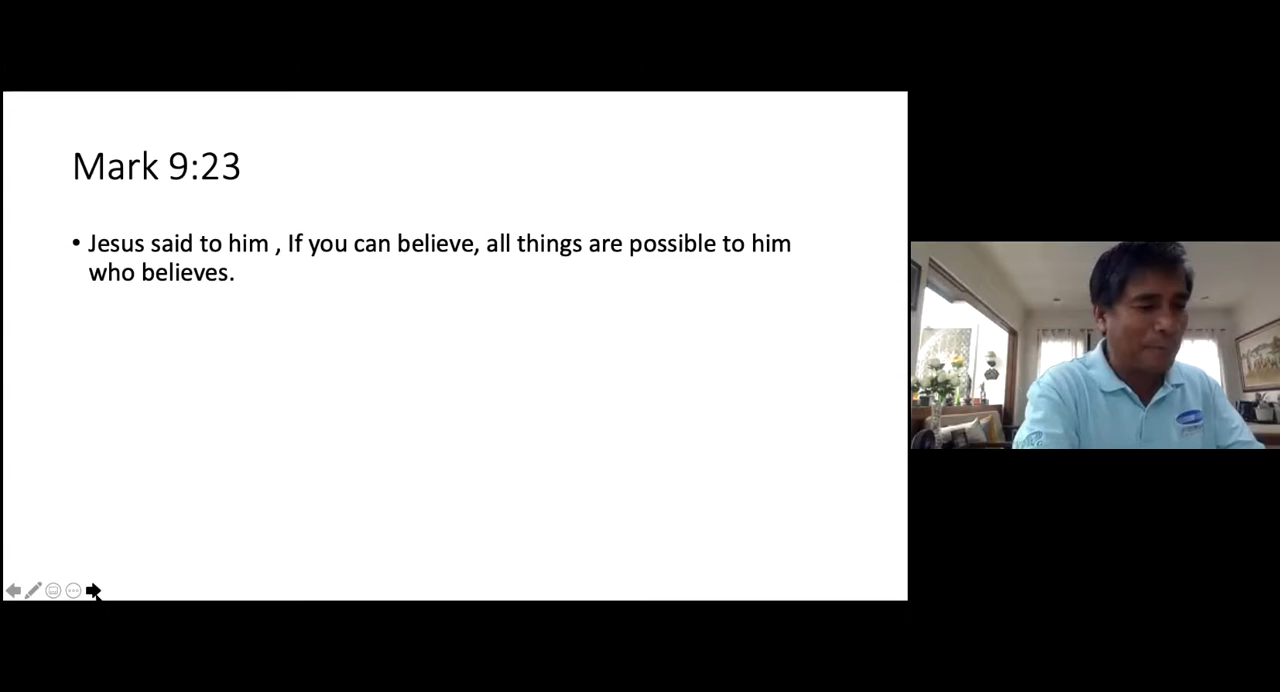 Mark 9:23
• Jesus said to him , If you can believe, all things are possible to him
who believes.